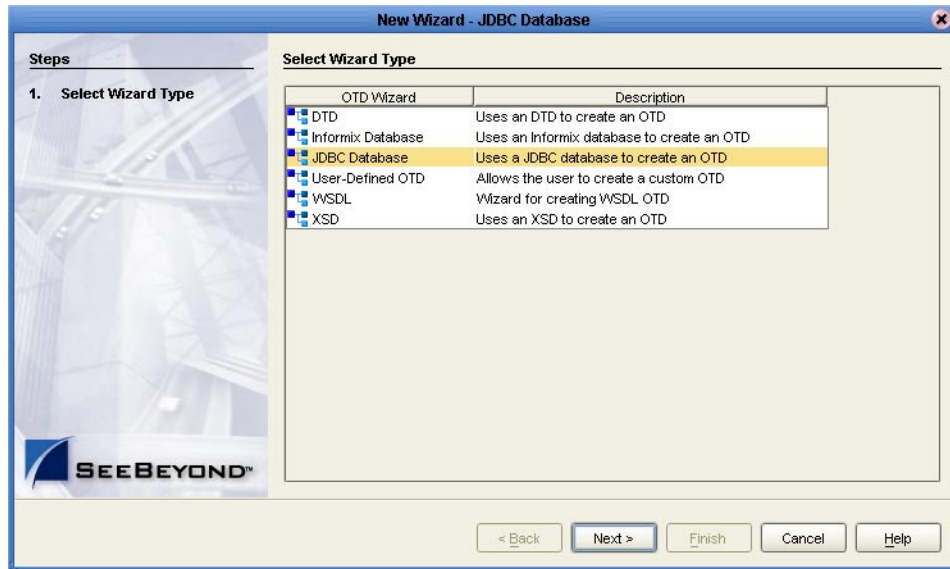 New Wizard - JDBC Database
Steps
1. Select Wizard Type
Select Wizard Type
OTD Wizard Description
DTD Uses an DTD to create an OTD
Informix Database Uses an Informix database to create an OTD
JDBC Database Uses a JDBC database to create an OTD
User-Defined OTD Allows the user to create a custom OTD
WSDL Wizard for creating WSDL OTD
XSD Uses an XSD to create an OTD
SEEBEYOND™
< Back Next > Finish Cancel Help